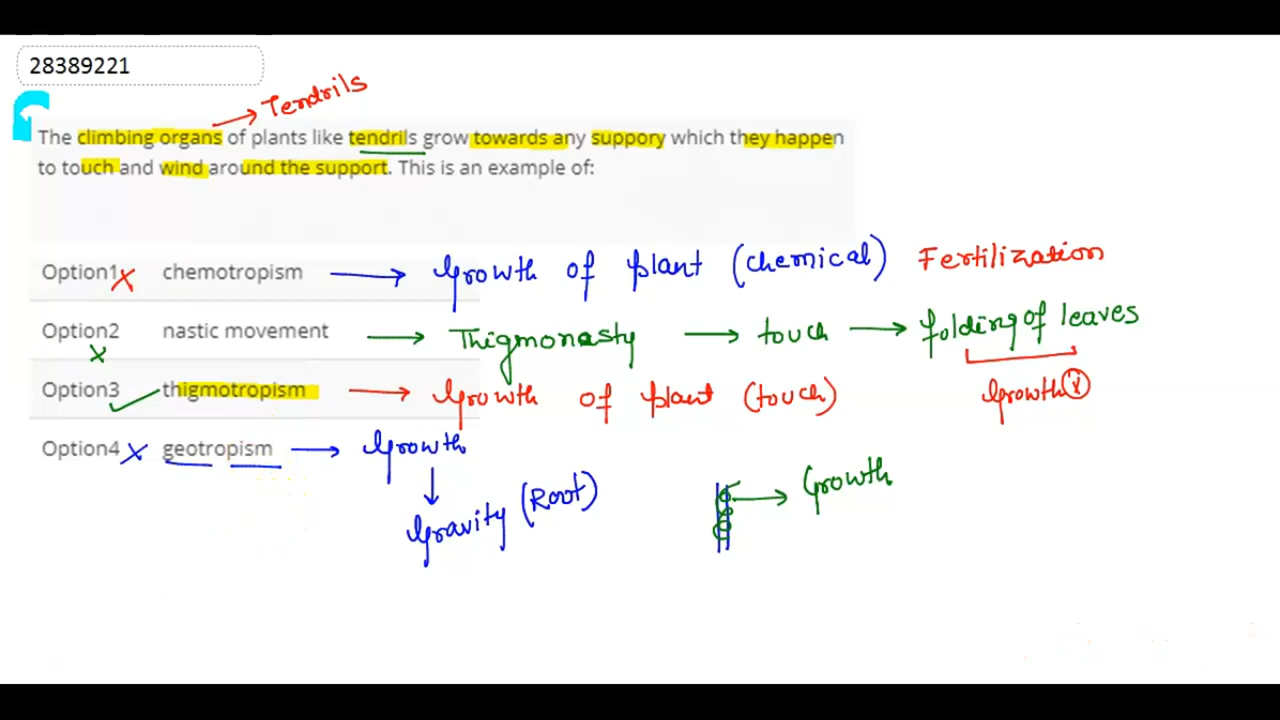 28389221
→ Tendrils
The climbing organs of plants like tendrils grow towards any suppory which they happen
to touch and wind around the support. This is an example of:
Option1 X chemotropism → Growth of plant (chemical) Fertilization
Option2 X nastic movement → Thigmonasty → touch → folding of leaves
Growth X
Option3 ✓ thigmotropism → Growth of plant (touch)
Option4 X geotropism → Growth
↓
Gravity (Root)
→ Growth